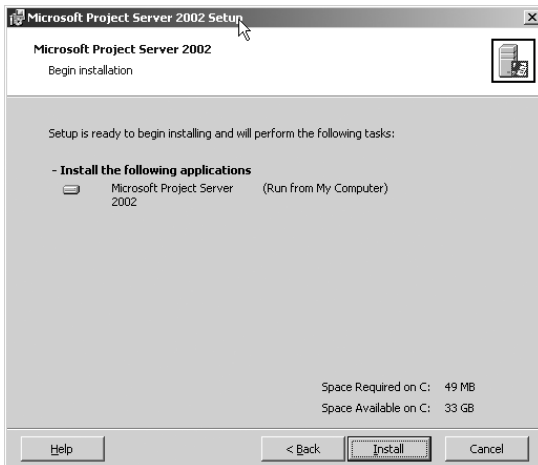 Microsoft Project Server 2002 Setup
Microsoft Project Server 2002
Begin installation
Setup is ready to begin installing and will perform the following tasks:
- Install the following applications
Microsoft Project Server (Run from My Computer)
2002
Space Required on C: 49 MB
Space Available on C: 33 GB
Help < Back Install Cancel